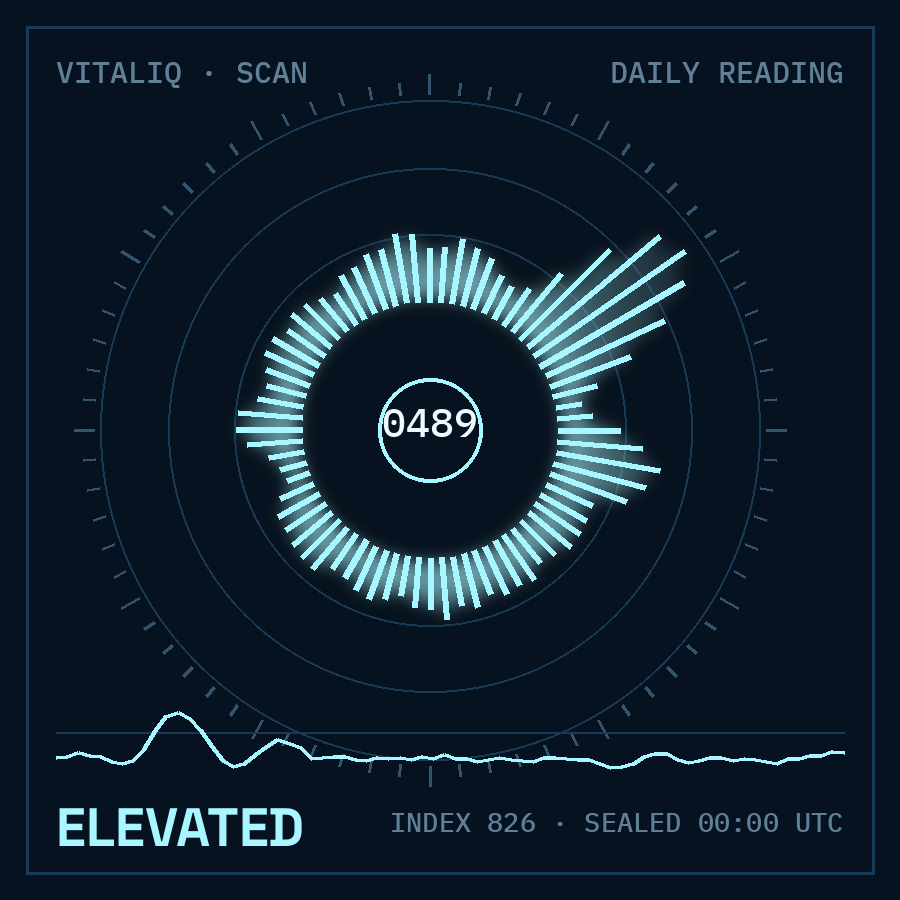 VITALIQ · SCAN
DAILY READING
0489
ELEVATED
INDEX 826 · SEALED 00:00 UTC